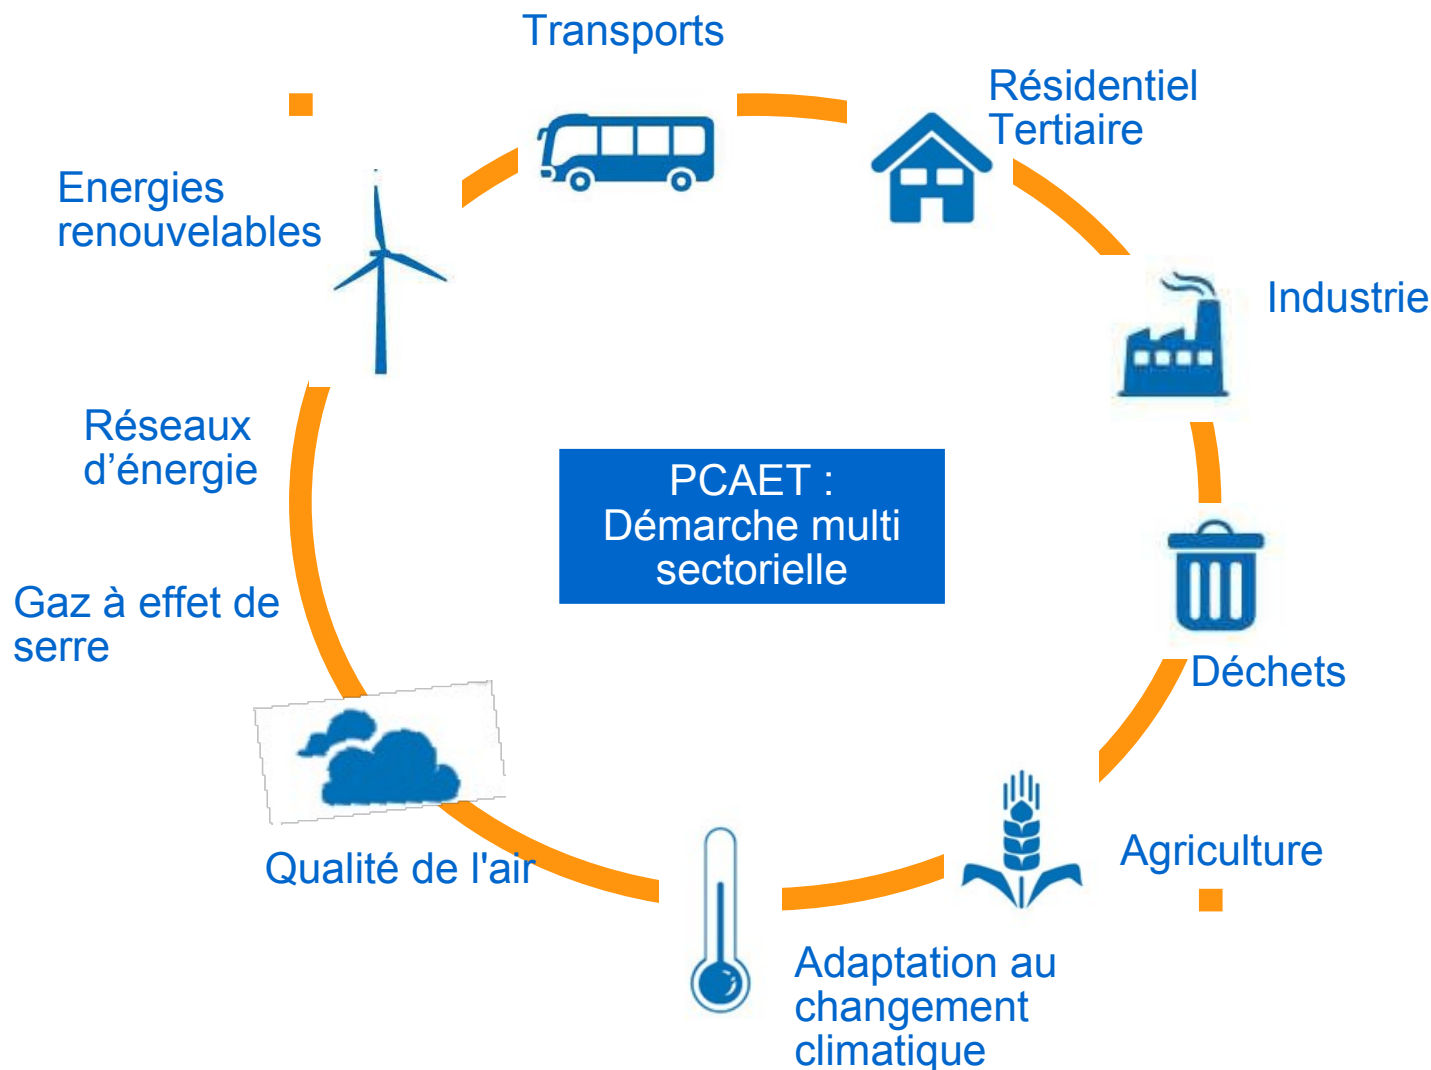 Transports
Résidentiel
Tertiaire
Energies
renouvelables
Industrie
Réseaux
d’énergie
PCAET :
Démarche multi
sectorielle
Gaz à effet de
serre
Déchets
Qualité de l'air
Agriculture
Adaptation au
changement
climatique